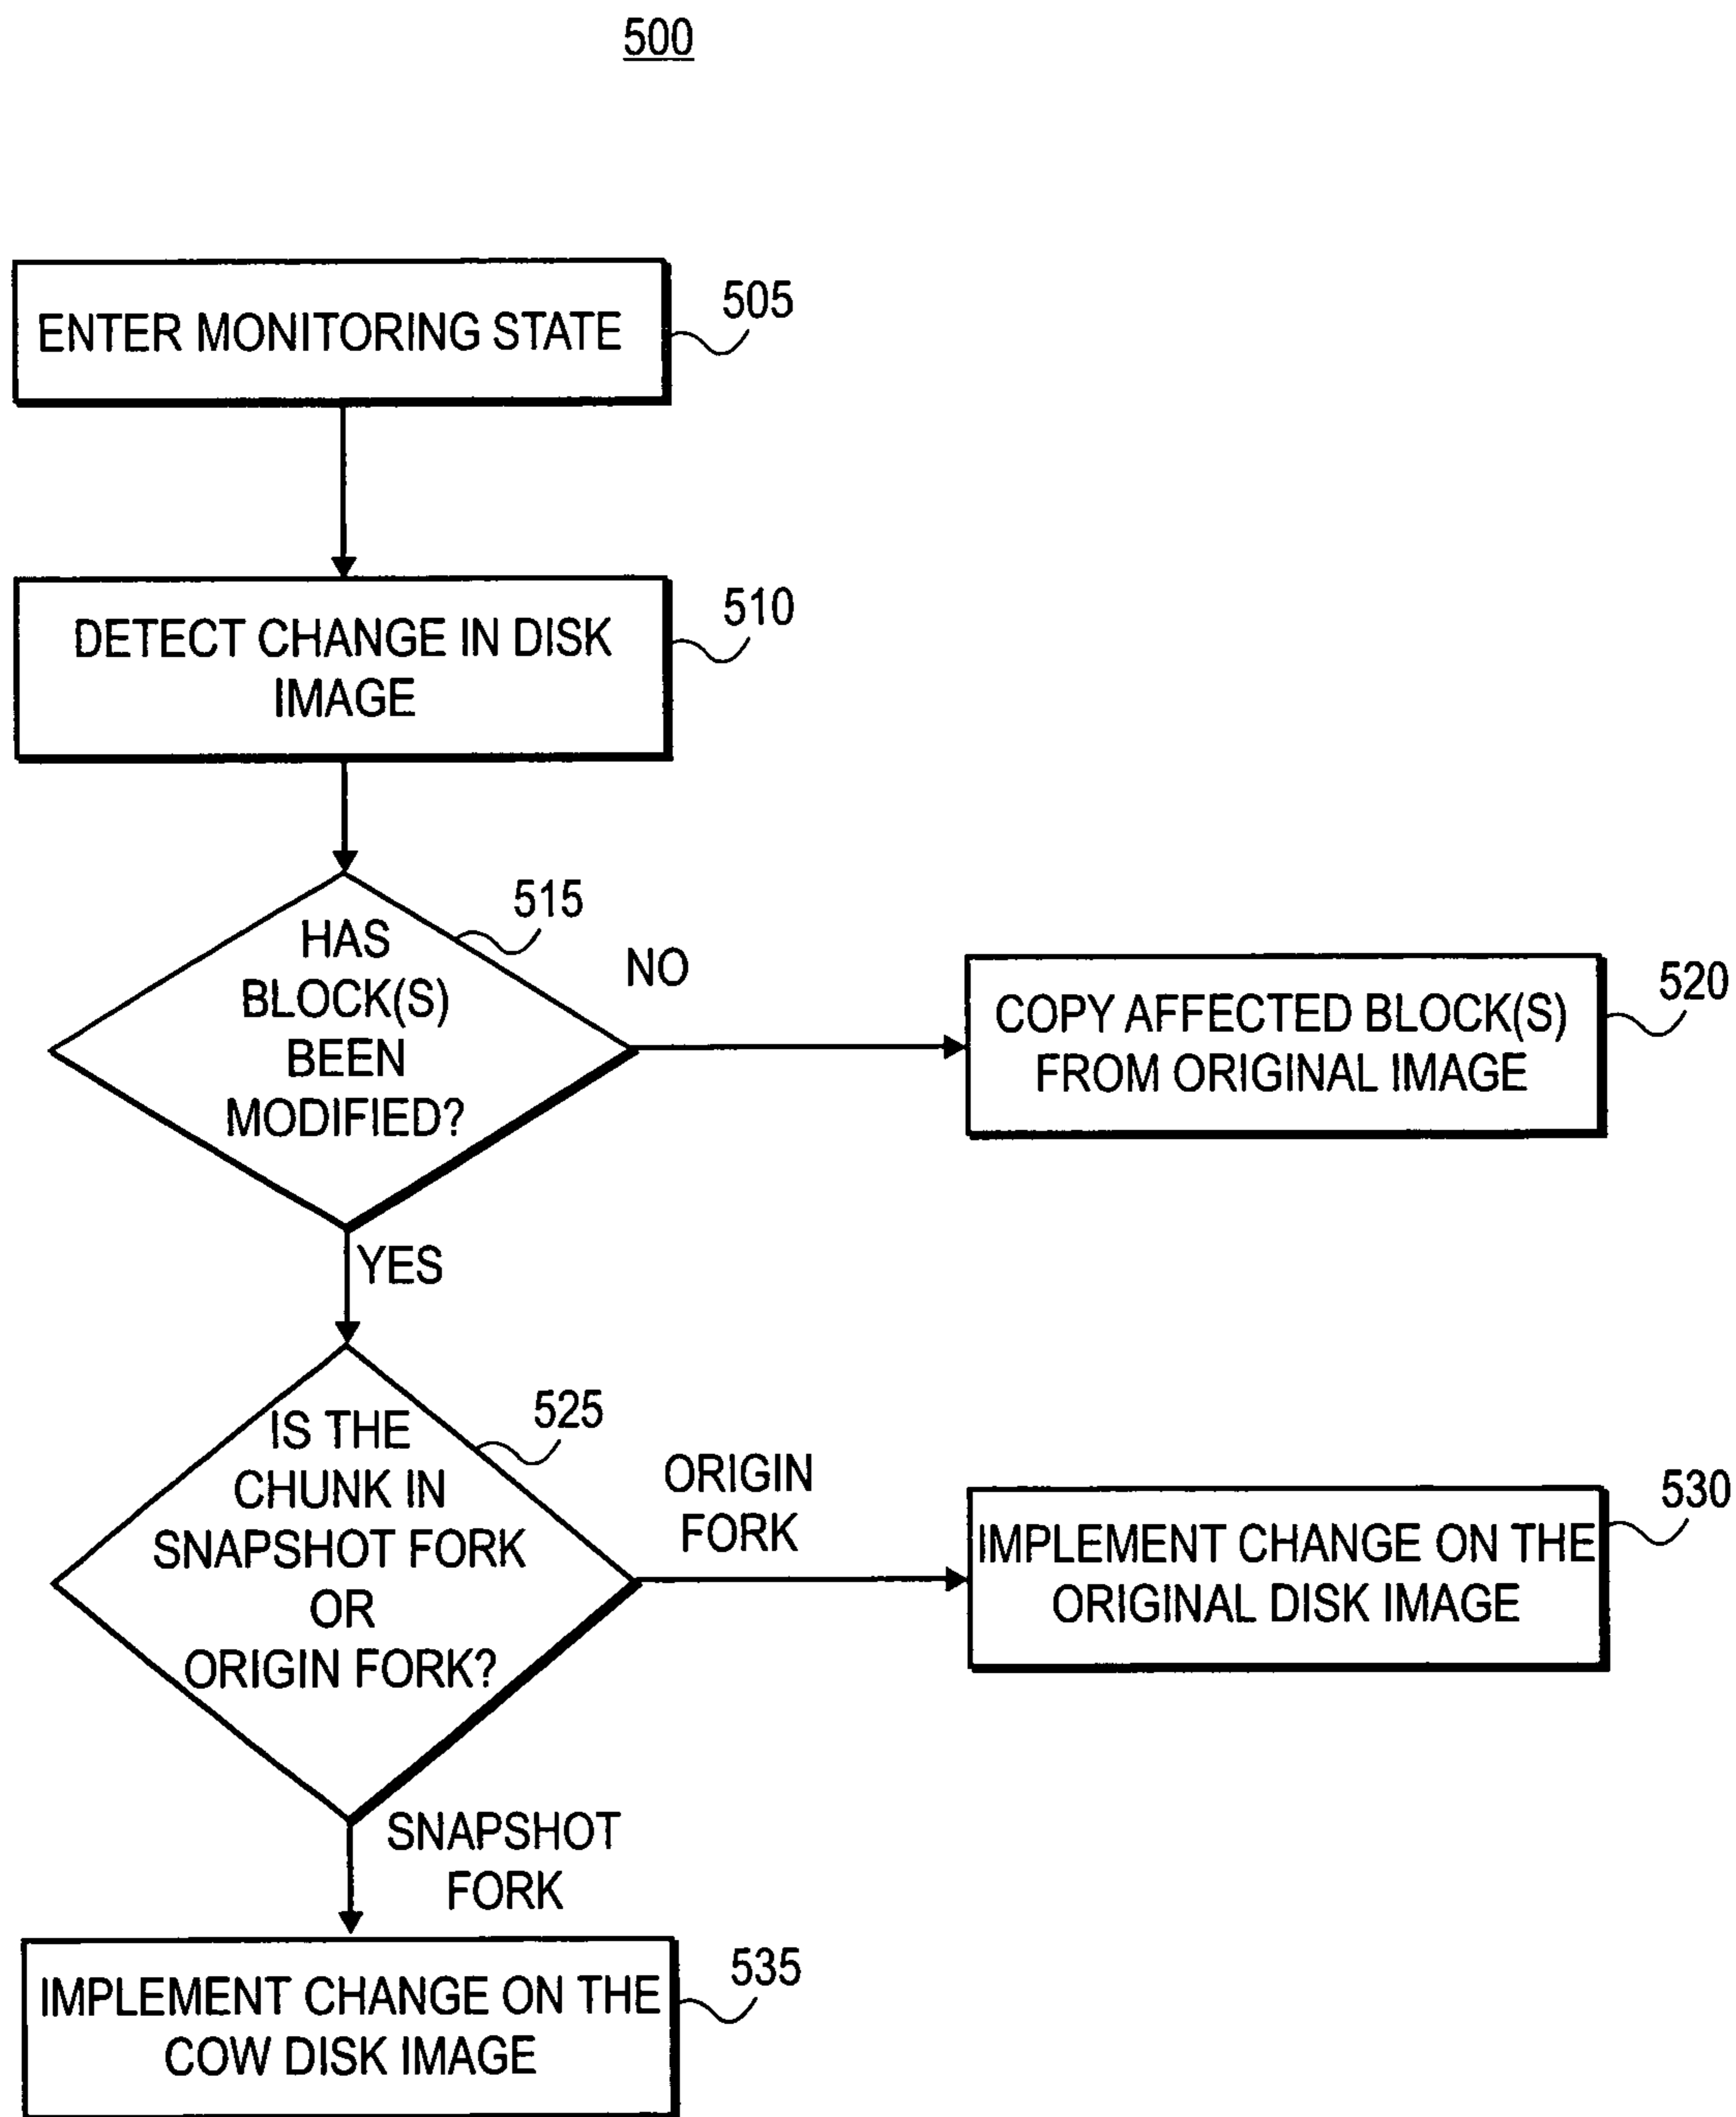 500
ENTER MONITORING STATE
505
DETECT CHANGE IN DISK
IMAGE
510
HAS
BLOCK(S)
BEEN
MODIFIED?
515
NO
COPY AFFECTED BLOCK(S)
FROM ORIGINAL IMAGE
520
YES
IS THE
CHUNK IN
SNAPSHOT FORK
OR
ORIGIN FORK?
525
ORIGIN
FORK
IMPLEMENT CHANGE ON THE
ORIGINAL DISK IMAGE
530
SNAPSHOT
FORK
IMPLEMENT CHANGE ON THE
COW DISK IMAGE
535